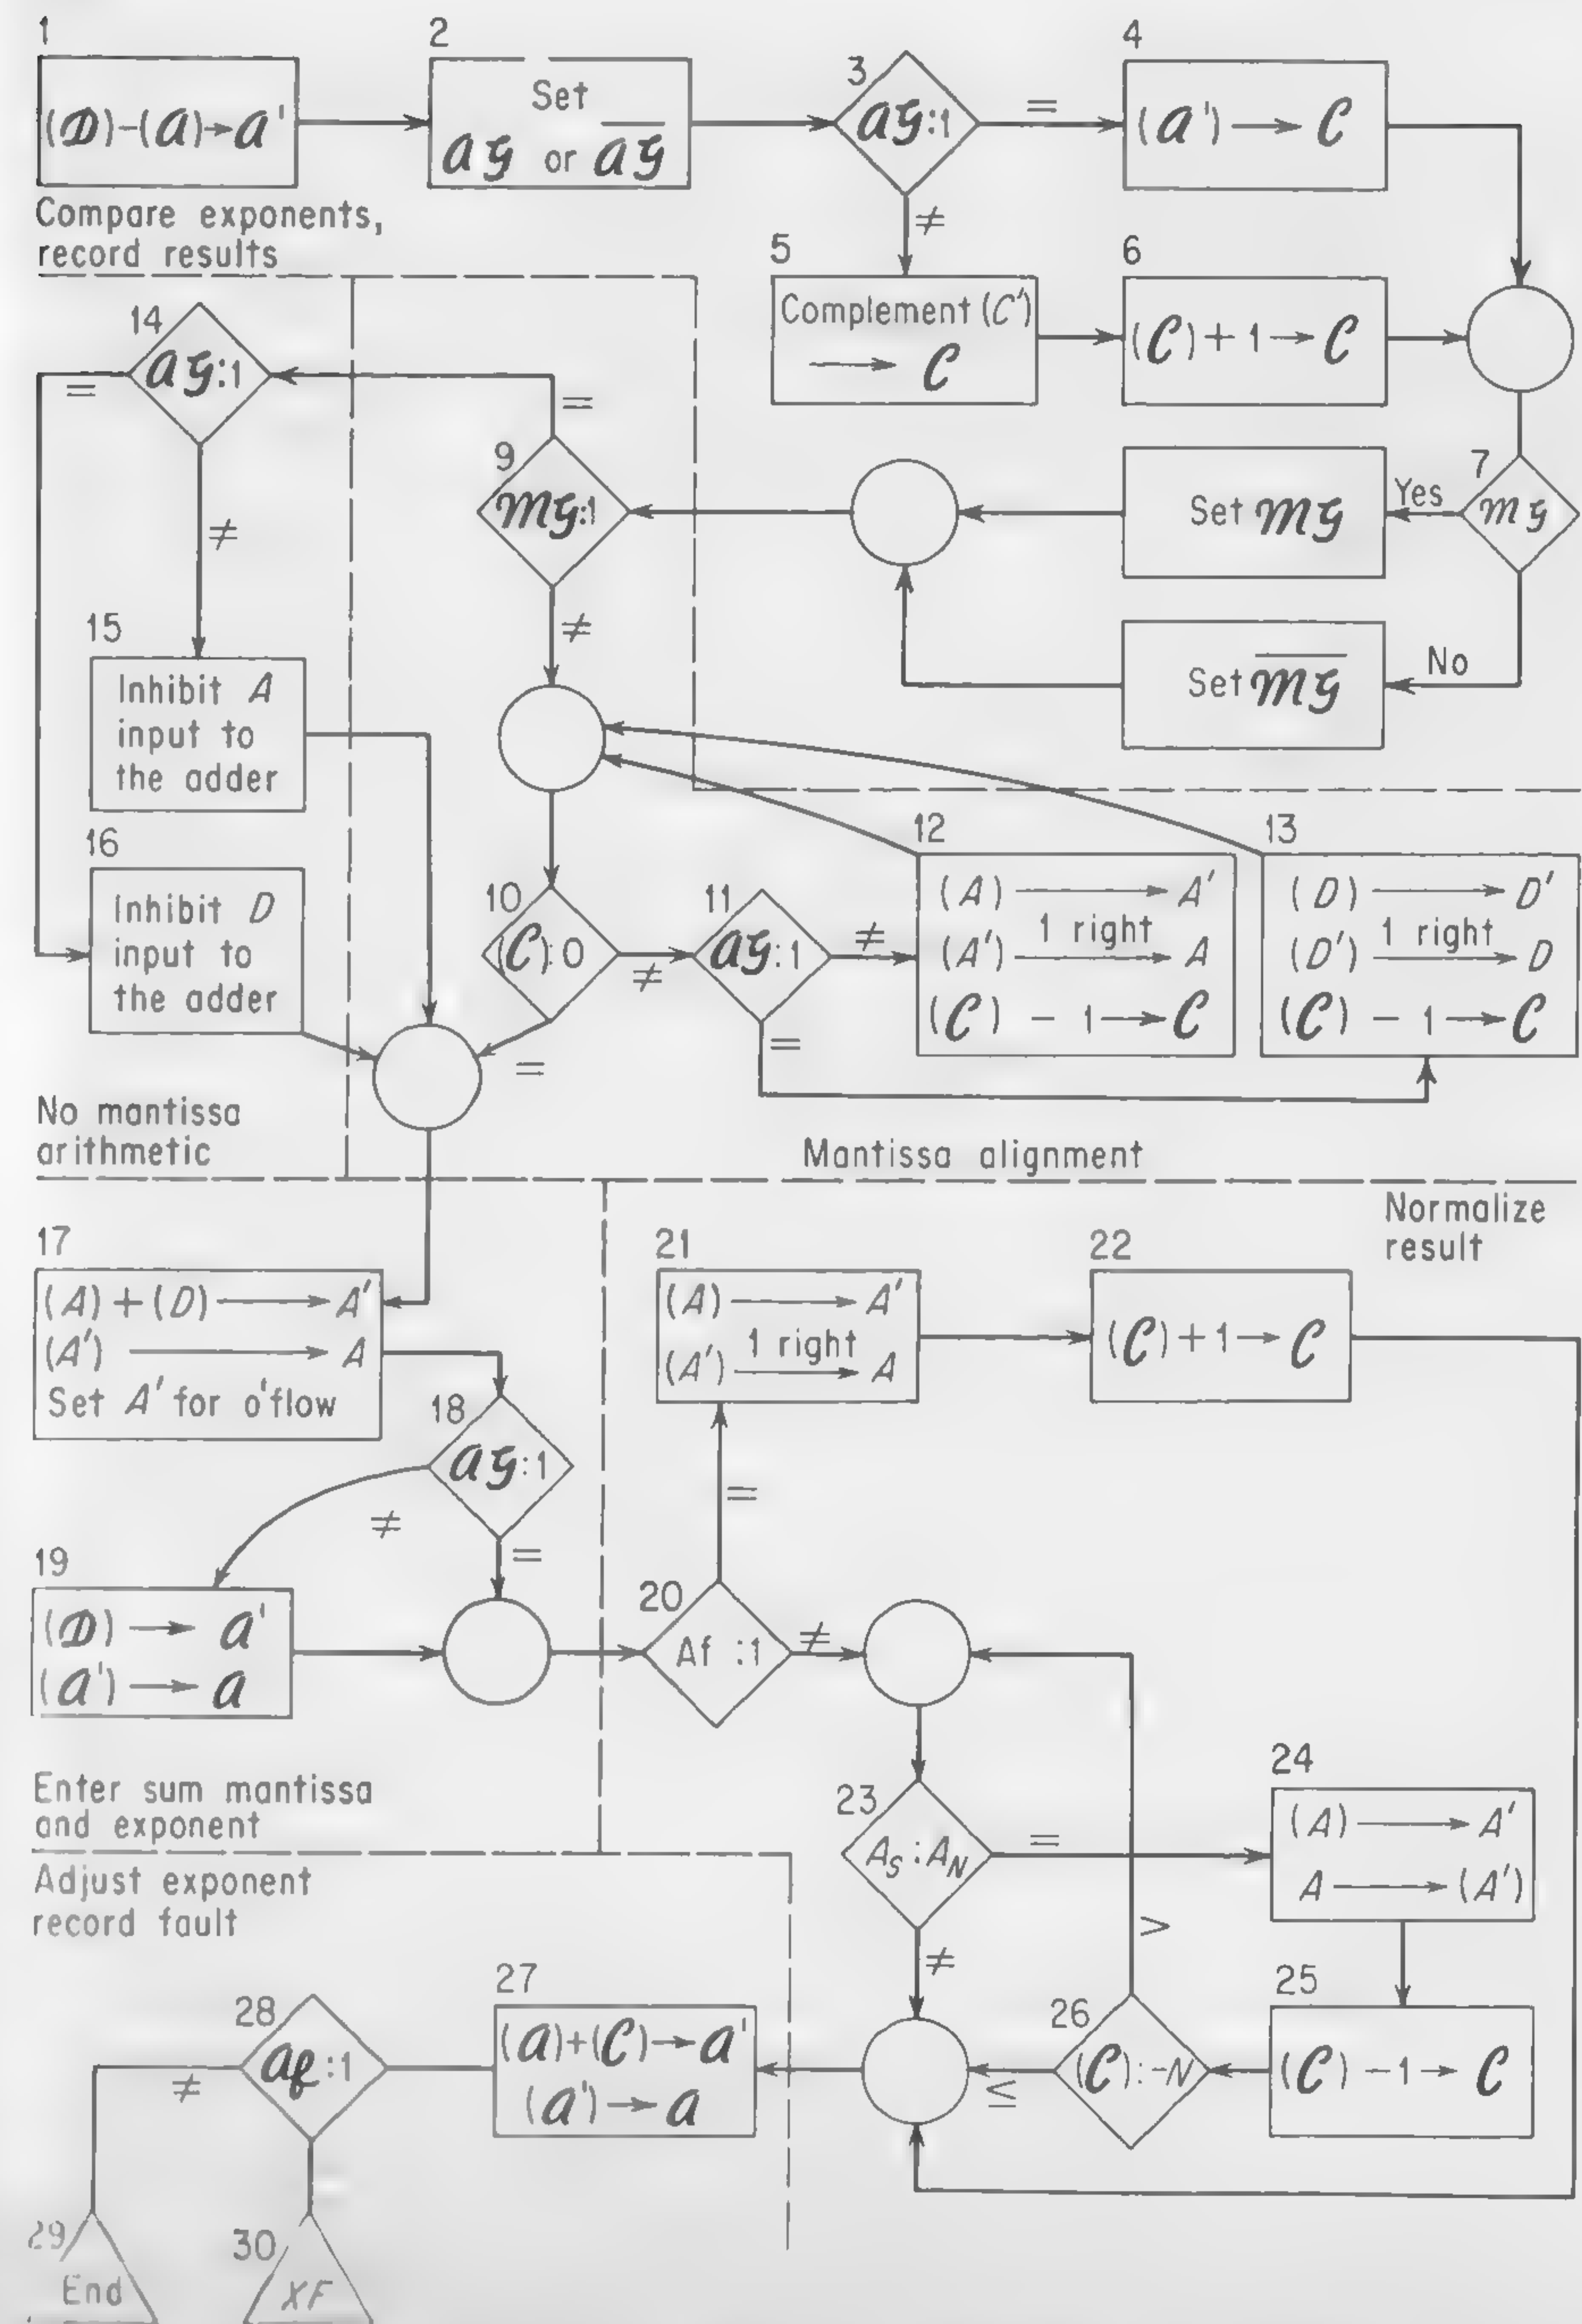 1
(𝒟)-(𝒶)→𝒶'
Compare exponents,
record results
2
Set
𝒶𝒢 or 𝒶𝒢̅
3
𝒶𝒢:1
=
≠
4
(𝒶') → 𝒞
5
Complement (C')
→ 𝒞
6
(𝒞)+ 1 → 𝒞
7
𝓂𝒢
Yes
Set 𝓂𝒢
No
Set 𝓂𝒢̅
9
𝓂𝒢:1
=
≠
14
𝒶𝒢:1
=
≠
15
Inhibit A
input to
the adder
16
Inhibit D
input to
the adder
No mantissa
arithmetic
10
(𝒞):0
≠
=
11
𝒶𝒢:1
≠
=
12
(A) → A'
1 right
(A') → A
(𝒞) - 1 → 𝒞
13
(D) → D'
1 right
(D') → D
(𝒞) - 1 → 𝒞
Mantissa alignment
Normalize
result
17
(A) + (D) → A'
(A') → A
Set A' for o'flow
18
𝒶𝒢:1
≠
=
19
(𝒟) → 𝒶'
(𝒶') → 𝒶
Enter sum mantissa
and exponent
20
Af :1
=
≠
21
(A) → A'
1 right
(A') → A
22
(𝒞)+1 → 𝒞
23
A_S : A_N
=
≠
24
(A) → A'
A → (A')
25
(𝒞) -1 → 𝒞
26
(𝒞):-N
>
≤
Adjust exponent
record fault
27
(𝒶)+(𝒞)→𝒶'
(𝒶') → 𝒶
28
𝒶𝒻:1
≠
29
End
30
XF